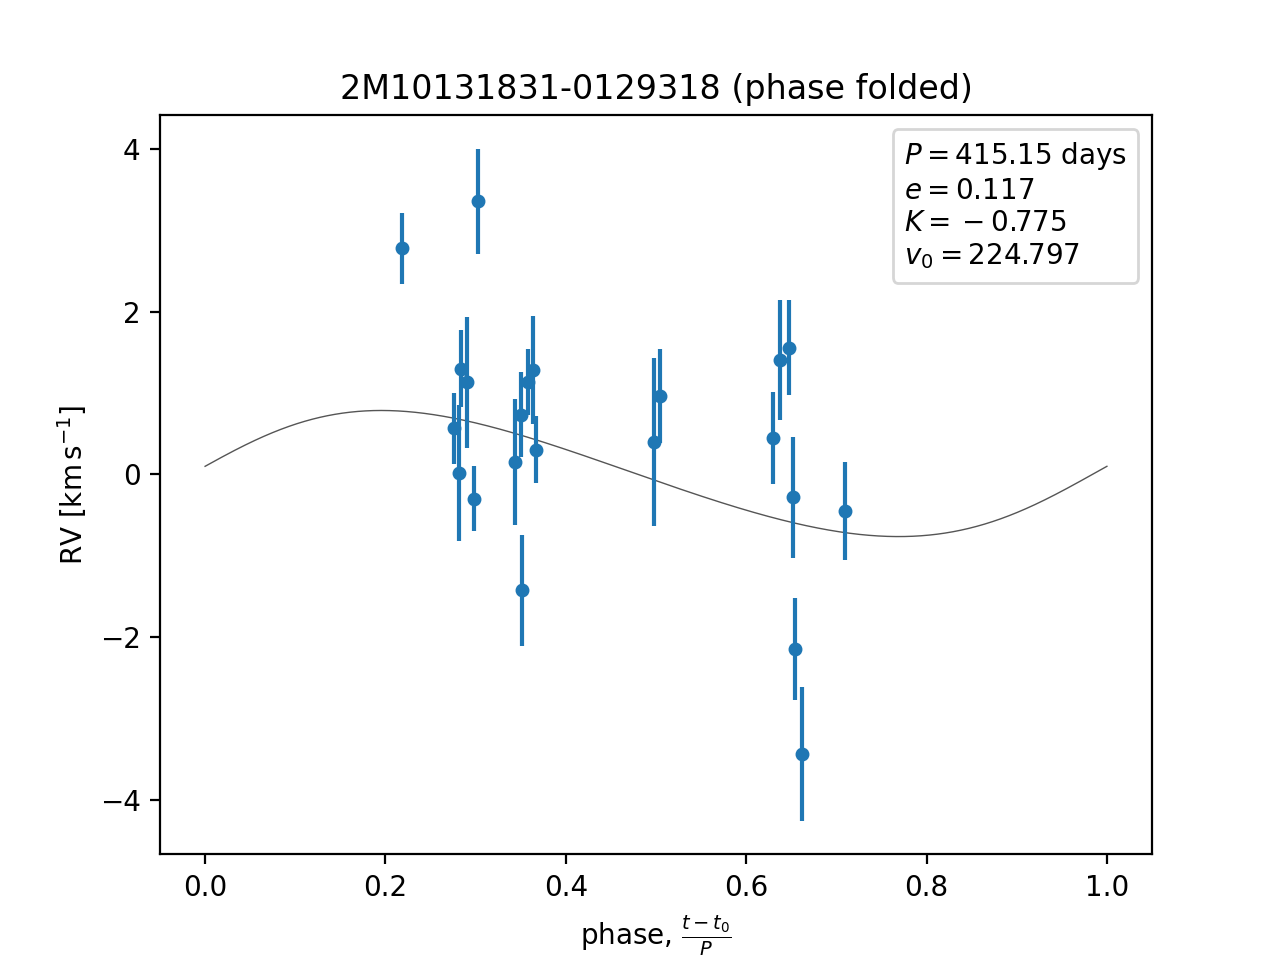 2M10131831-0129318 (phase folded)
P = 415.15 days
e = 0.117
K = −0.775
v₀ = 224.797
RV [km s⁻¹]
4
2
0
−2
−4
0.0 0.2 0.4 0.6 0.8 1.0
phase, (t − t₀)/P